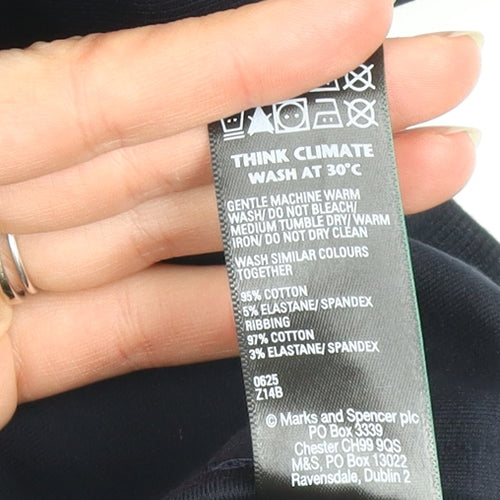 THINK CLIMATE
WASH AT 30°C
GENTLE MACHINE WARM
WASH/ DO NOT BLEACH/
MEDIUM TUMBLE DRY/ WARM
IRON/ DO NOT DRY CLEAN
WASH SIMILAR COLOURS
TOGETHER
95% COTTON
5% ELASTANE/ SPANDEX
RIBBING
97% COTTON
3% ELASTANE/ SPANDEX
0625
Z14B
© Marks and Spencer plc
PO Box 3339
Chester CH99 9QS
M&S, PO Box 13022
Ravensdale, Dublin 2